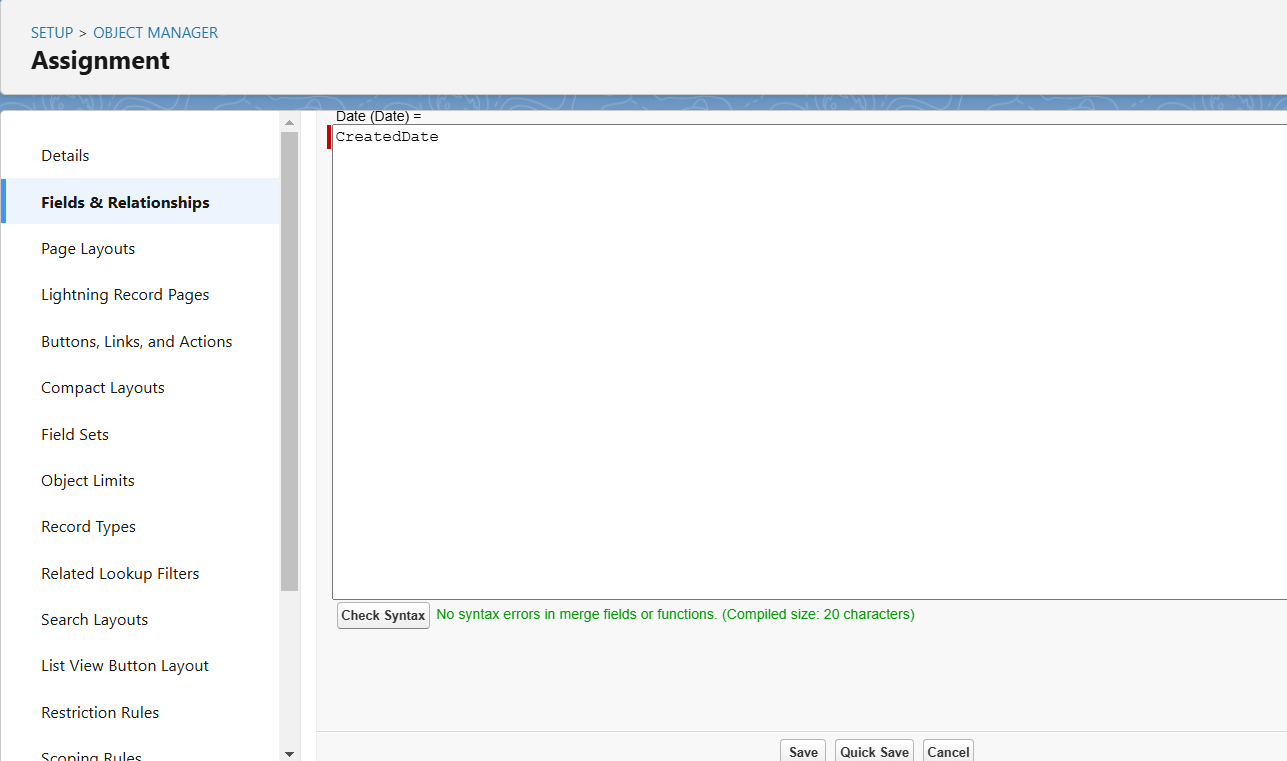 SETUP > OBJECT MANAGER
Assignment
Details
Fields & Relationships
Page Layouts
Lightning Record Pages
Buttons, Links, and Actions
Compact Layouts
Field Sets
Object Limits
Record Types
Related Lookup Filters
Search Layouts
List View Button Layout
Restriction Rules
Scoping Rules
Date (Date) =
CreatedDate
Check Syntax No syntax errors in merge fields or functions. (Compiled size: 20 characters)
Save Quick Save Cancel